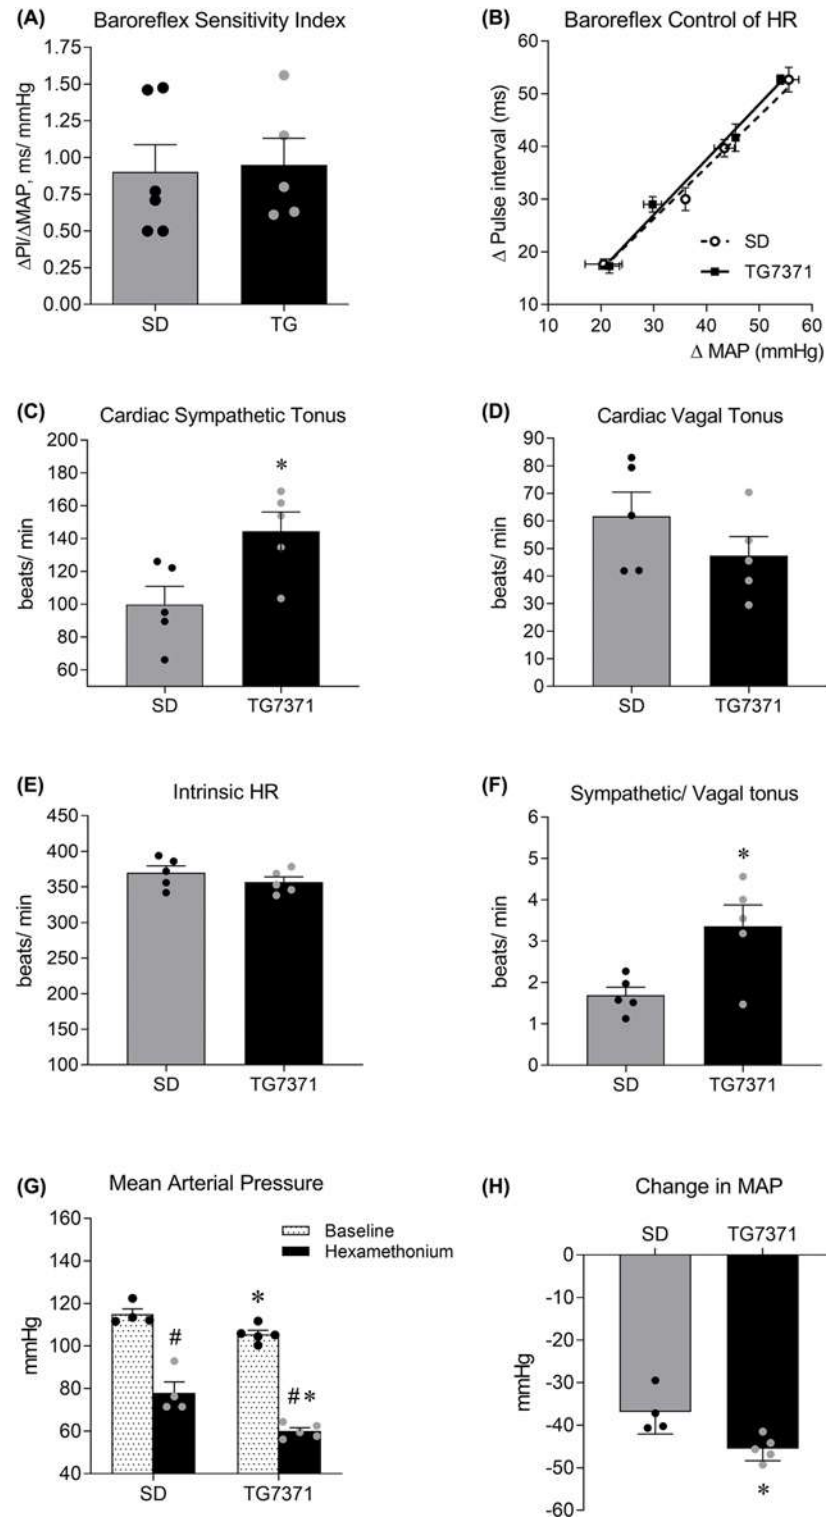 (A)
Baroreflex Sensitivity Index
ΔPI/ΔMAP, ms/ mmHg
1.75
1.50
1.25
1.00
0.75
0.50
0.25
0.00
SD TG
(B)
Baroreflex Control of HR
Δ Pulse interval (ms)
60
50
40
30
20
10
SD
TG7371
10 20 30 40 50 60
Δ MAP (mmHg)
(C)
Cardiac Sympathetic Tonus
beats/ min
200
180
160
140
120
100
80
60
*
SD TG7371
(D)
Cardiac Vagal Tonus
beats/ min
90
80
70
60
50
40
30
20
10
0
SD TG7371
(E)
Intrinsic HR
beats/ min
450
400
350
300
250
200
150
100
SD TG7371
(F)
Sympathetic/ Vagal tonus
beats/ min
6
5
4
3
2
1
0
*
SD TG7371
(G)
Mean Arterial Pressure
mmHg
160
140
120
100
80
60
40
Baseline
Hexamethonium
#
*
#*
SD TG7371
(H)
Change in MAP
SD TG7371
mmHg
0
-10
-20
-30
-40
-50
-60
*